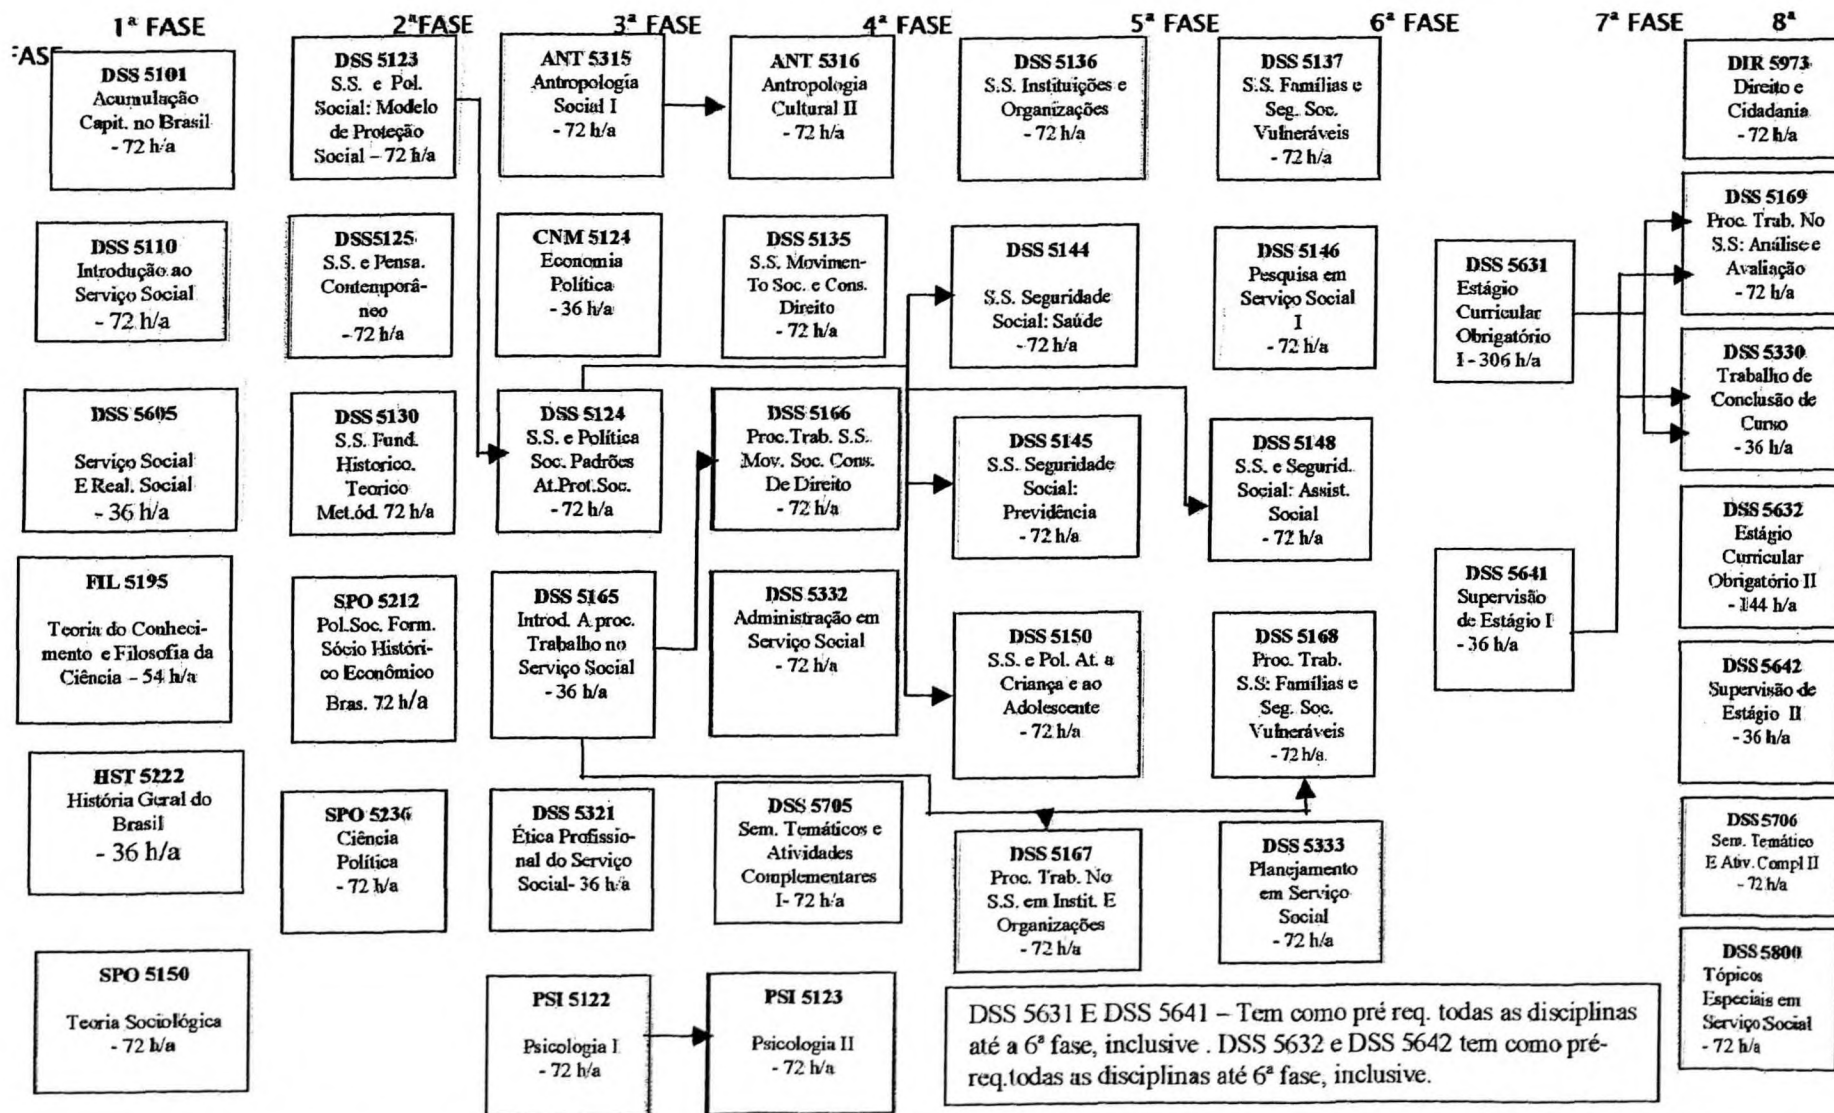 1ª FASE
2ªFASE
3ª FASE
4ª FASE
5ª FASE
6ª FASE
7ª FASE
8ª
FASE
DSS 5101
Acumulação
Capit. no Brasil
- 72 h/a
DSS 5110
Introdução ao
Serviço Social
- 72 h/a
DSS 5605
Serviço Social
E Real. Social
- 36 h/a
FIL 5195
Teoria do Conheci-
mento e Filosofia da
Ciência – 54 h/a
HST 5222
História Geral do
Brasil
- 36 h/a
SPO 5150
Teoria Sociológica
- 72 h/a
DSS 5123
S.S. e Pol.
Social: Modelo
de Proteção
Social – 72 h/a
DSS5125
S.S. e Pensa.
Contemporâ-
neo
-72 h/a
DSS 5130
S.S. Fund.
Historico.
Teorico
Met.ód. 72 h/a
SPO 5212
Pol.Soc. Form.
Sócio Históri-
co Econômico
Bras. 72 h/a
SPO 5236
Ciência
Política
- 72 h/a
ANT 5315
Antropologia
Social I
- 72 h/a
CNM 5124
Economia
Política
- 36 h/a
DSS 5124
S.S. e Política
Soc. Padrões
At.Prot.Soc.
- 72 h/a
DSS 5165
Introd. A proc.
Trabalho no
Serviço Social
- 36 h/a
DSS 5321
Ética Profissio-
nal do Serviço
Social- 36 h/a
PSI 5122
Psicologia I
- 72 h/a
ANT 5316
Antropologia
Cultural II
- 72 h/a
DSS 5135
S.S. Movimen-
To Soc. e Cons.
Direito
- 72 h/a
DSS 5166
Proc.Trab. S.S.
Mov. Soc. Cons.
De Direito
- 72 h/a
DSS 5332
Administração em
Serviço Social
- 72 h/a
DSS 5705
Sem. Temáticos e
Atividades
Complementares
I- 72 h/a
PSI 5123
Psicologia II
- 72 h/a
DSS 5136
S.S. Instituições e
Organizações
- 72 h/a
DSS 5144
S.S. Seguridade
Social: Saúde
-72 h/a
DSS 5145
S.S. Seguridade
Social:
Previdência
- 72 h/a
DSS 5150
S.S. e Pol. At. a
Criança e ao
Adolescente
- 72 h/a
DSS 5167
Proc. Trab. No
S.S. em Instit. E
Organizações
- 72 h/a
DSS 5137
S.S. Famílias e
Seg. Soc.
Vulneráveis
- 72 h/a
DSS 5146
Pesquisa em
Serviço Social
I
- 72 h/a
DSS 5148
S.S. e Segurid.
Social: Assist.
Social
- 72 h/a
DSS 5168
Proc. Trab.
S.S: Famílias e
Seg. Soc.
Vulneráveis
- 72 h/a.
DSS 5333
Planejamento
em Serviço
Social
- 72 h/a
DSS 5631
Estágio
Curricular
Obrigatório
I - 306 h/a
DSS 5641
Supervisão
de Estágio I
- 36 h/a
DIR 5973
Direito e
Cidadania
- 72 h/a
DSS 5169
Proc. Trab. No
S.S: Análise e
Avaliação
- 72 h/a
DSS 5330
Trabalho de
Conclusão de
Curso
- 36 h/a
DSS 5632
Estágio
Curricular
Obrigatório II
- 144 h/a
DSS 5642
Supervisão de
Estágio II
- 36 h/a
DSS 5706
Sem. Temático
E Ativ. Compl II
- 72 h/a
DSS 5800
Tópicos
Especiais em
Serviço Social
- 72 h/a
DSS 5631 E DSS 5641 – Tem como pré req. todas as disciplinas
até a 6ª fase, inclusive . DSS 5632 e DSS 5642 tem como pré-
req.todas as disciplinas até 6ª fase, inclusive.